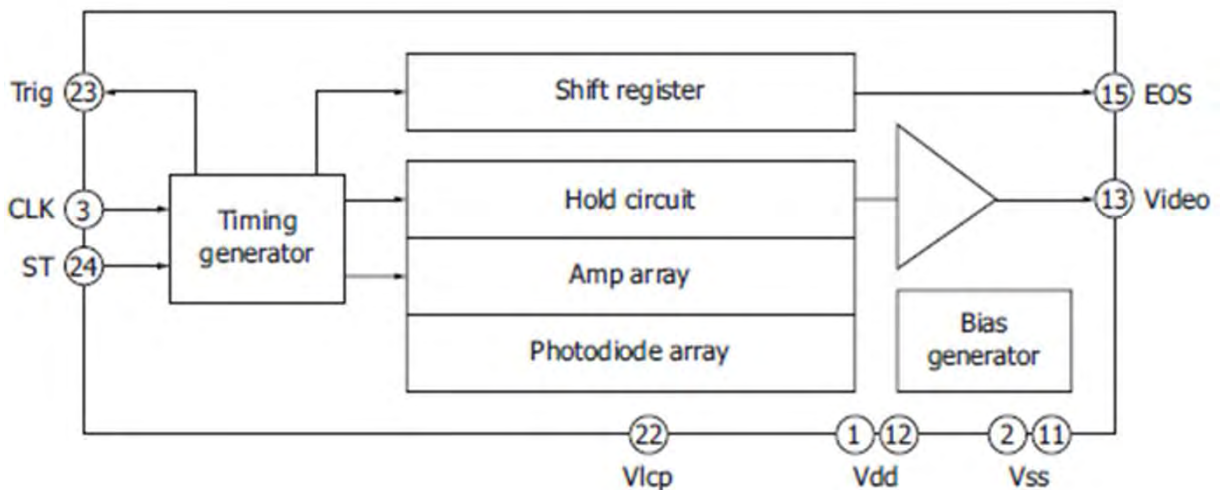 Trig 23
Shift register
15 EOS
CLK 3
Timing
generator
Hold circuit
13 Video
ST 24
Amp array
Photodiode array
Bias
generator
22
1 12
2 11
Vlcp
Vdd
Vss